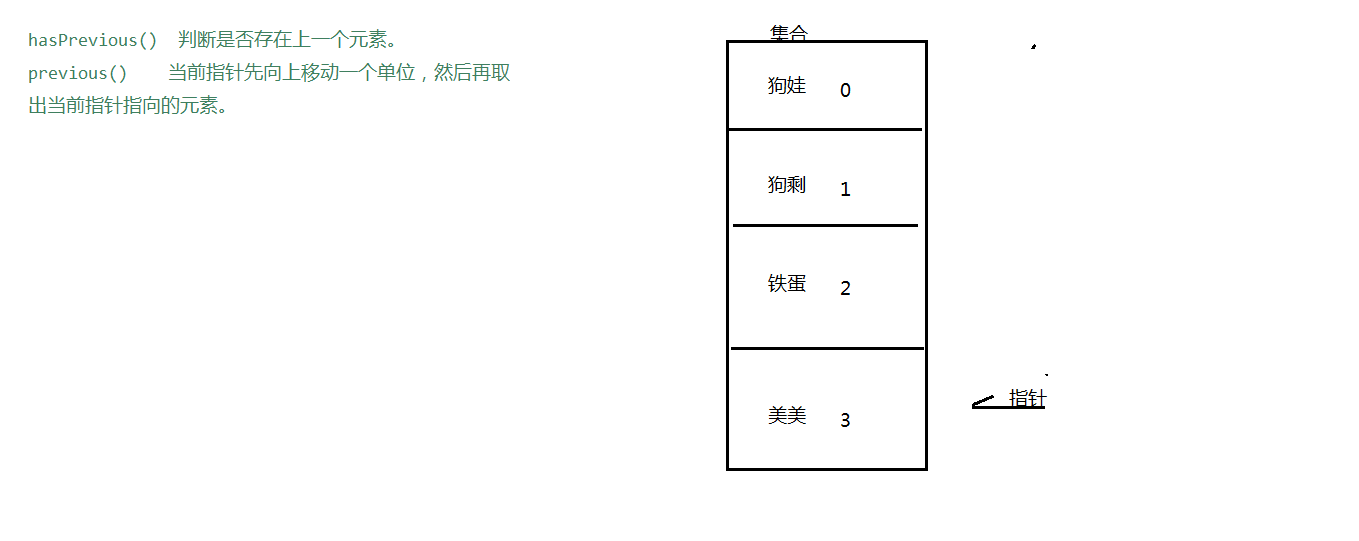 hasPrevious() 判断是否存在上一个元素。
previous() 当前指针先向上移动一个单位，然后再取
出当前指针指向的元素。
集合
狗娃 0
狗剩 1
铁蛋 2
指针
美美 3